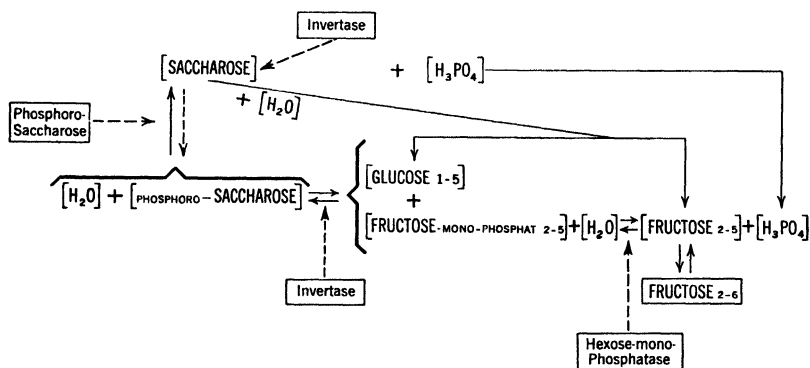 Invertase
[SACCHAROSE] + [H₃PO₄]
+ [H₂O]
Phosphoro-
Saccharose
[GLUCOSE 1-5]
[H₂O] + [PHOSPHORO-SACCHAROSE]
+
[FRUCTOSE-MONO-PHOSPHAT 2-5]+[H₂O] [FRUCTOSE 2-5]+[H₃PO₄]
Invertase
FRUCTOSE 2-6
Hexose-mono-
Phosphatase